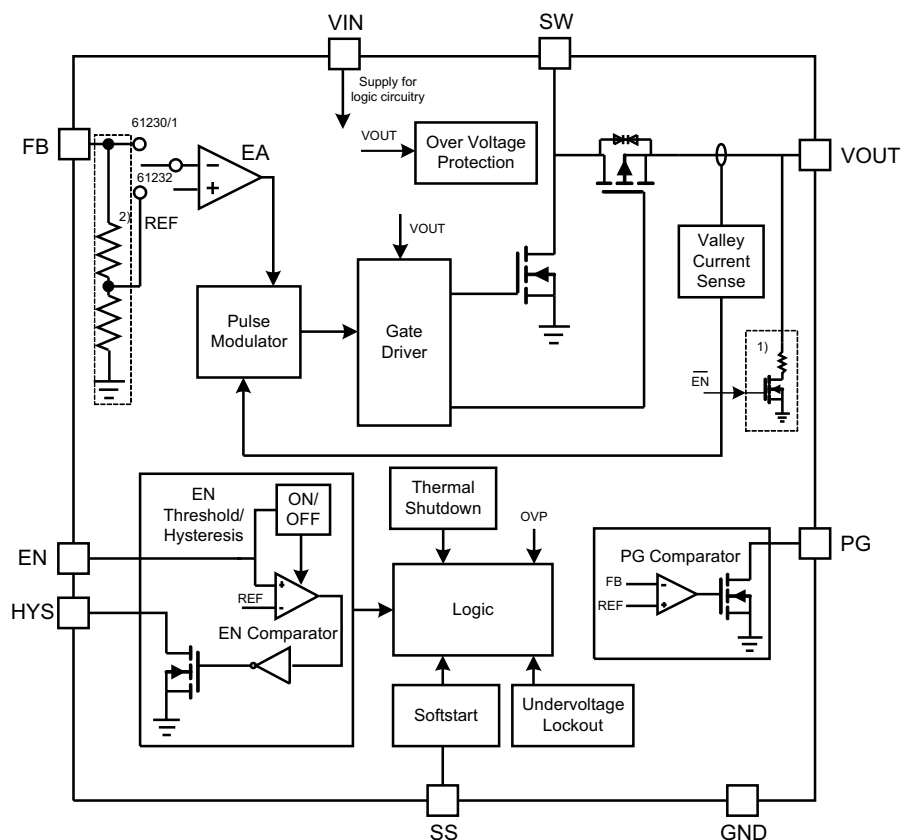 VIN
SW
Supply for
logic circuitry
61230/1
FB
EA
VOUT
Over Voltage
Protection
VOUT
−
+
61232
2)
REF
VOUT
Valley
Current
Sense
Pulse
Modulator
Gate
Driver
1)
EN
EN
Threshold/
Hysteresis
ON/
OFF
Thermal
Shutdown
OVP
EN
PG
PG Comparator
+
REF
-
FB
-
REF
+
HYS
Logic
EN Comparator
Softstart
Undervoltage
Lockout
SS
GND